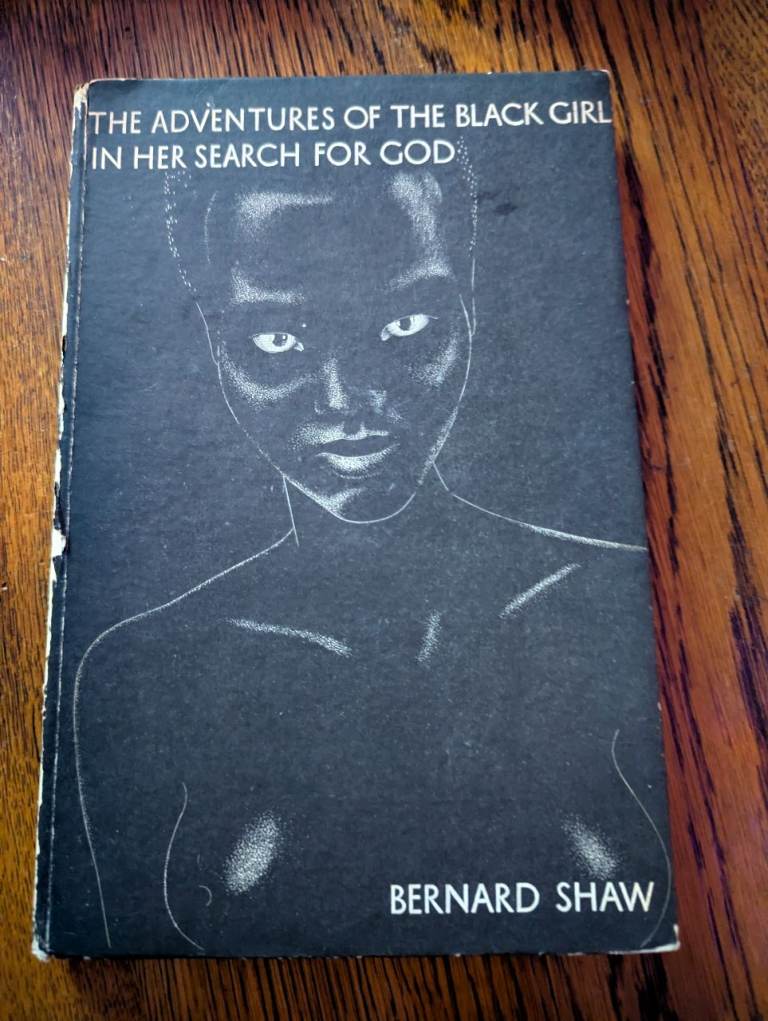 THE ADVENTURES OF THE BLACK GIRL
IN HER SEARCH FOR GOD
BERNARD SHAW